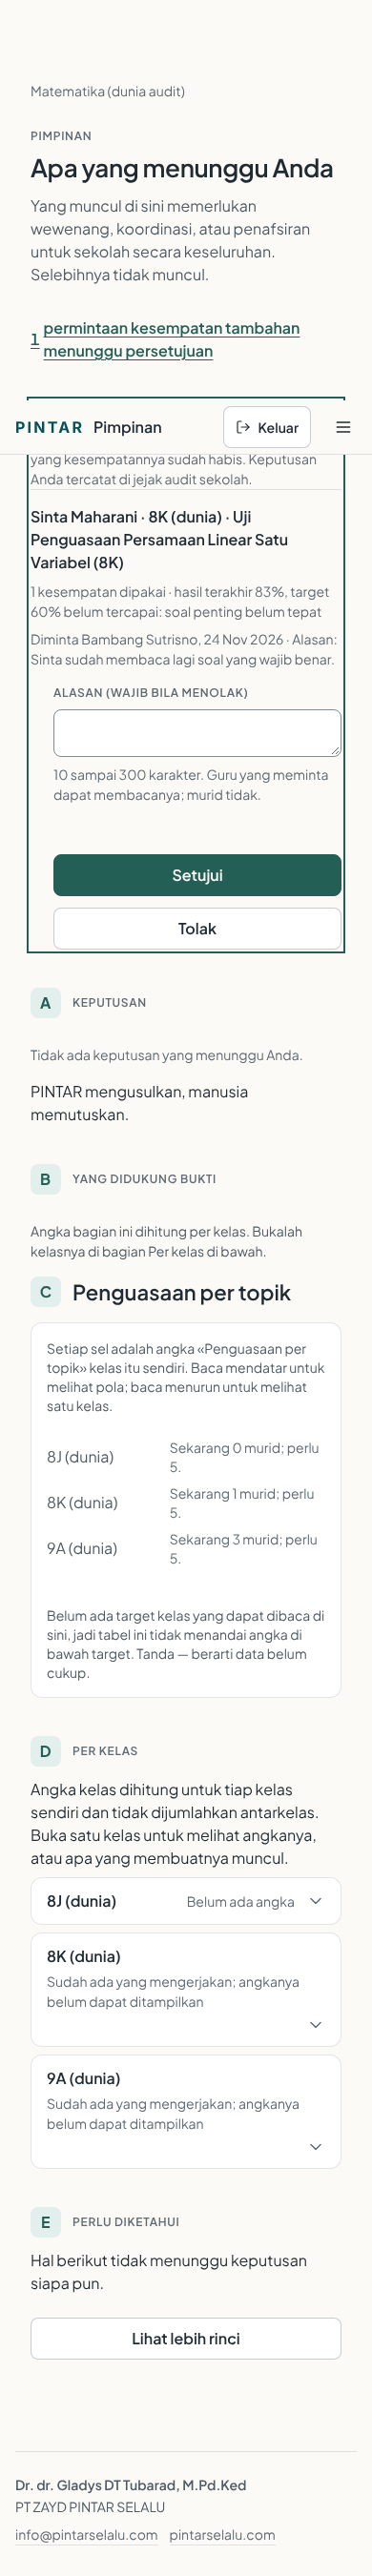 Matematika (dunia audit)
PIMPINAN
Apa yang menunggu Anda
Yang muncul di sini memerlukan
wewenang, koordinasi, atau penafsiran
untuk sekolah secara keseluruhan.
Selebihnya tidak muncul.
1 permintaan kesempatan tambahan
menunggu persetujuan
PINTAR Pimpinan Keluar
yang kesempatannya sudah habis. Keputusan
Anda tercatat di jejak audit sekolah.
Sinta Maharani · 8K (dunia) · Uji
Penguasaan Persamaan Linear Satu
Variabel (8K)
1 kesempatan dipakai · hasil terakhir 83%, target
60% belum tercapai: soal penting belum tepat
Diminta Bambang Sutrisno, 24 Nov 2026 · Alasan:
Sinta sudah membaca lagi soal yang wajib benar.
ALASAN (WAJIB BILA MENOLAK)
10 sampai 300 karakter. Guru yang meminta
dapat membacanya; murid tidak.
Setujui
Tolak
A KEPUTUSAN
Tidak ada keputusan yang menunggu Anda.
PINTAR mengusulkan, manusia
memutuskan.
B YANG DIDUKUNG BUKTI
Angka bagian ini dihitung per kelas. Bukalah
kelasnya di bagian Per kelas di bawah.
C Penguasaan per topik
Setiap sel adalah angka «Penguasaan per
topik» kelas itu sendiri. Baca mendatar untuk
melihat pola; baca menurun untuk melihat
satu kelas.
8J (dunia) Sekarang 0 murid; perlu
5.
8K (dunia) Sekarang 1 murid; perlu
5.
9A (dunia) Sekarang 3 murid; perlu
5.
Belum ada target kelas yang dapat dibaca di
sini, jadi tabel ini tidak menandai angka di
bawah target. Tanda — berarti data belum
cukup.
D PER KELAS
Angka kelas dihitung untuk tiap kelas
sendiri dan tidak dijumlahkan antarkelas.
Buka satu kelas untuk melihat angkanya,
atau apa yang membuatnya muncul.
8J (dunia) Belum ada angka
8K (dunia)
Sudah ada yang mengerjakan; angkanya
belum dapat ditampilkan
9A (dunia)
Sudah ada yang mengerjakan; angkanya
belum dapat ditampilkan
E PERLU DIKETAHUI
Hal berikut tidak menunggu keputusan
siapa pun.
Lihat lebih rinci
Dr. dr. Gladys DT Tubarad, M.Pd.Ked
PT ZAYD PINTAR SELALU
info@pintarselalu.com pintarselalu.com